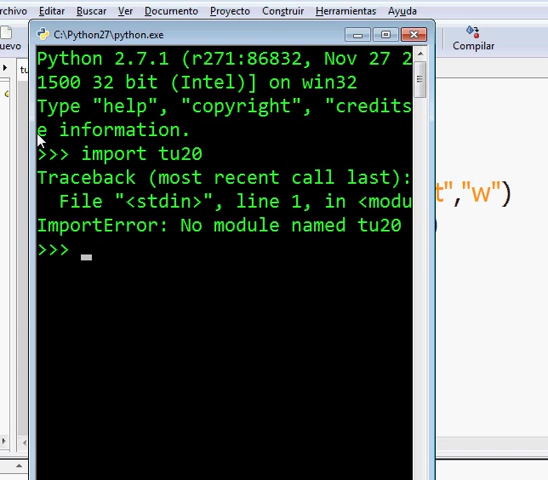 rchivo Editar Buscar Ver Documento Proyecto Construir Herramientas Ayuda
C:\Python27\python.exe
uevo
Compilar
tu
Python 2.7.1 (r271:86832, Nov 27 2
1500 32 bit (Intel)] on win32
Type "help", "copyright", "credits
e information.
>>> import tu20
Traceback (most recent call last):
File "<stdin>", line 1, in <modu
ImportError: No module named tu20
>>>
t","w")
)